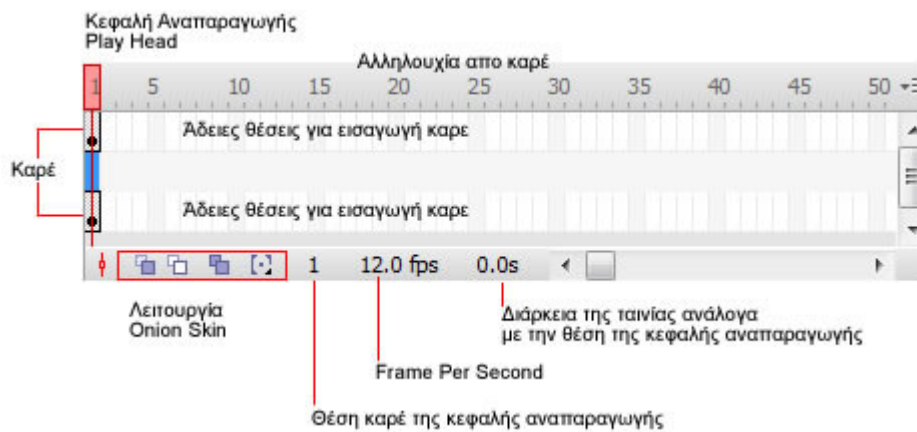 Κεφαλή Αναπαραγωγής
Play Head
Αλληλουχία απο καρέ
1 5 10 15 20 25 30 35 40 45 50
Άδειες θέσεις για εισαγωγή καρε
Καρέ
Άδειες θέσεις για εισαγωγή καρε
1 12.0 fps 0.0s
Λειτουργία
Onion Skin
Διάρκεια της ταινίας ανάλογα
με την θέση της κεφαλής αναπαραγωγής
Frame Per Second
Θέση καρέ της κεφαλής αναπαραγωγής